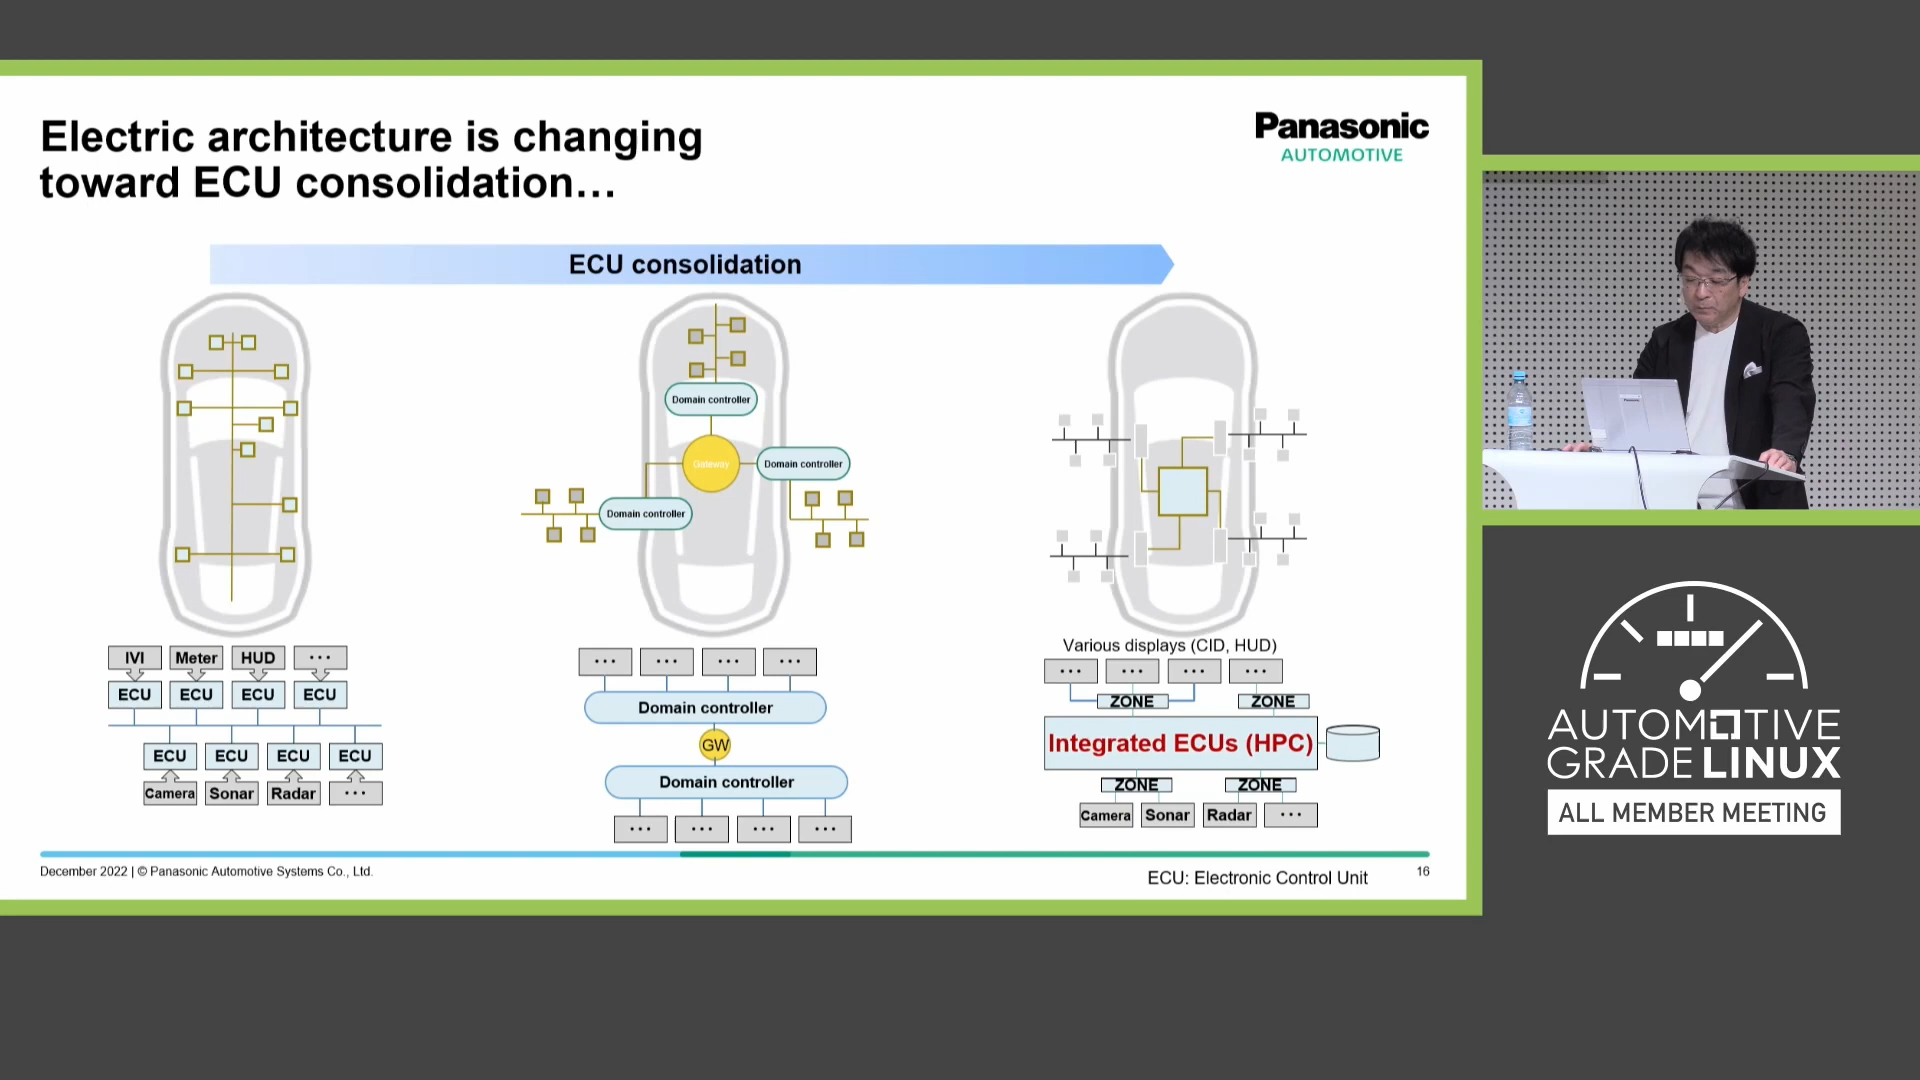 Electric architecture is changing
toward ECU consolidation…
Panasonic
AUTOMOTIVE
ECU consolidation
Domain controller
Gateway
Domain controller
Domain controller
IVI Meter HUD ...
ECU ECU ECU ECU
ECU ECU ECU ECU
Camera Sonar Radar ...
... ... ... ...
Domain controller
GW
Domain controller
... ... ... ...
Various displays (CID, HUD)
... ... ... ...
ZONE ZONE
Integrated ECUs (HPC)
ZONE ZONE
Camera Sonar Radar ...
December 2022 | © Panasonic Automotive Systems Co., Ltd.
ECU: Electronic Control Unit
16
Panasonic
AUTOMOTIVE
GRADE LINUX
ALL MEMBER MEETING